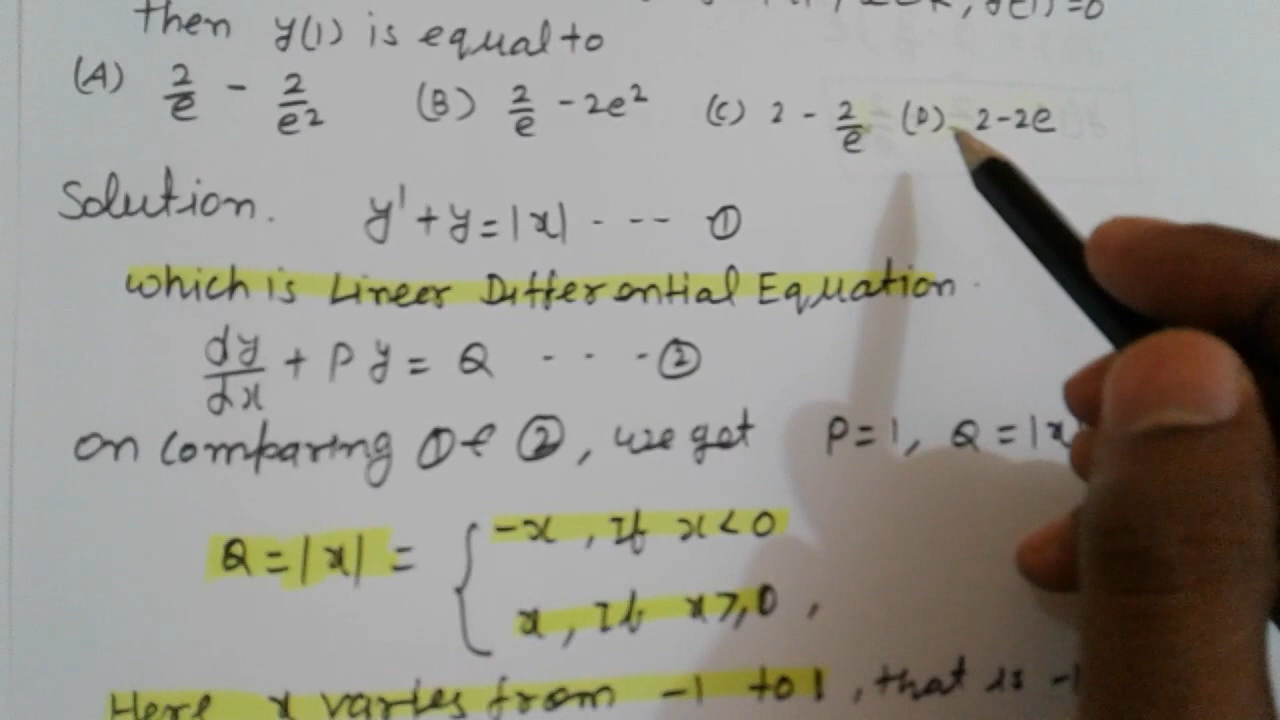 then y(1) is equal to
(A) 2/e - 2/e² (B) 2/e - 2e² (C) 2 - 2/e (D) 2-2e
Solution. y' + y = |x| - - - - ①
which is Lineer Differential Equation.
dy/dx + P y = Q - - - ②
on comparing ① & ②, we get P=1, Q=|x
Q=|x| = { -x, If x<0
x, If x≥0,
Here x varies from -1 to 1, that is -1